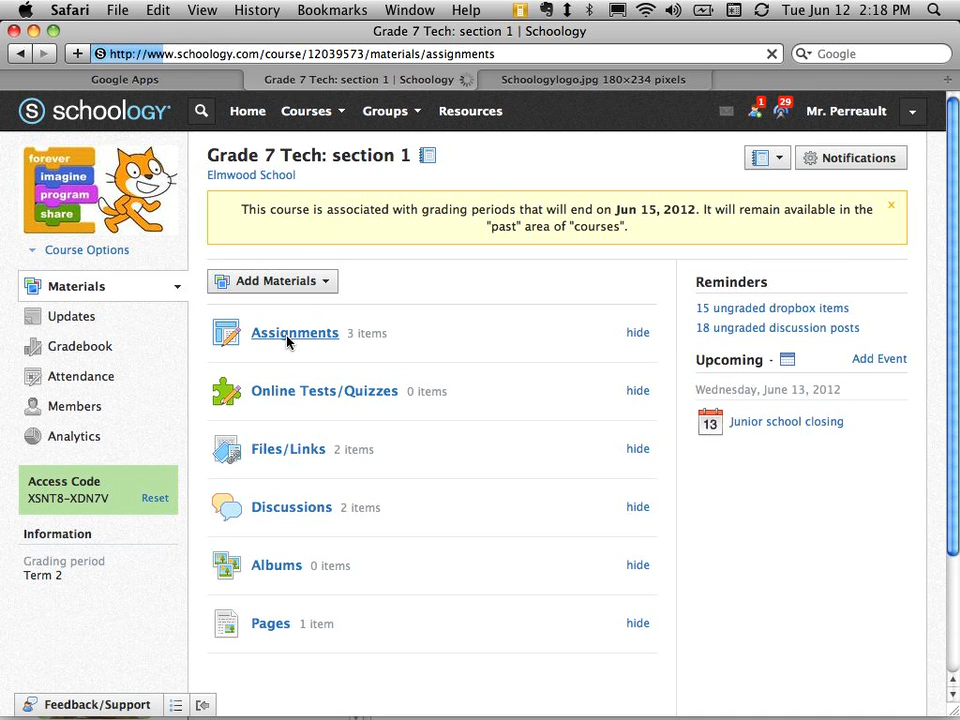 Safari File Edit View History Bookmarks Window Help Tue Jun 12 2:18 PM
Grade 7 Tech: section 1 | Schoology
http://www.schoology.com/course/12039573/materials/assignments Google
Google Apps Grade 7 Tech: section 1 | Schoology Schoologylogo.jpg 180×234 pixels
S schoology Home Courses Groups Resources 1 29 Mr. Perreault
forever
imagine
program
share
Grade 7 Tech: section 1 Notifications
Elmwood School
This course is associated with grading periods that will end on Jun 15, 2012. It will remain available in the x
"past" area of "courses".
Course Options
Materials
Updates
Gradebook
Attendance
Members
Analytics
Access Code
XSNT8-XDN7V Reset
Information
Grading period
Term 2
Add Materials
Assignments 3 items hide
Online Tests/Quizzes 0 items hide
Files/Links 2 items hide
Discussions 2 items hide
Albums 0 items hide
Pages 1 item hide
Reminders
15 ungraded dropbox items
18 ungraded discussion posts
Upcoming - Add Event
Wednesday, June 13, 2012
13 Junior school closing
Feedback/Support